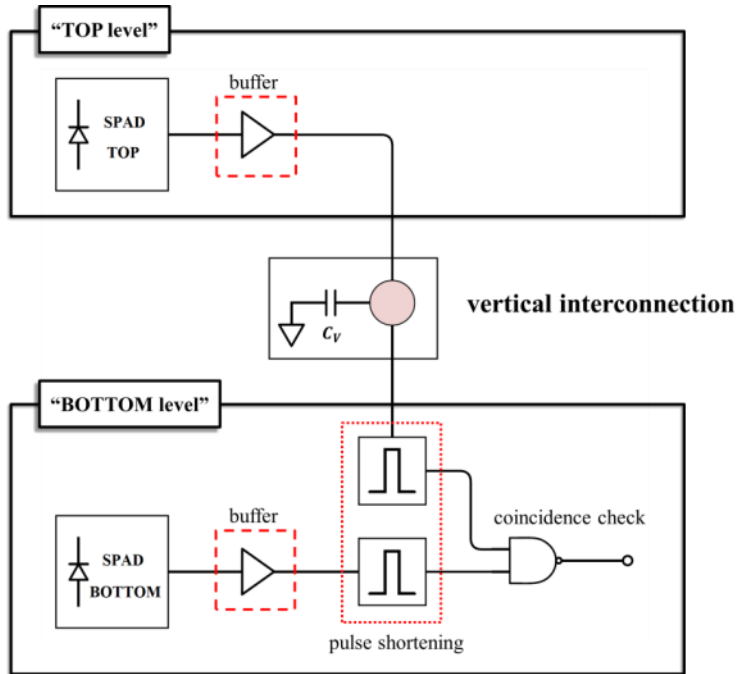 “TOP level”
buffer
SPAD
TOP
vertical interconnection
C_V
“BOTTOM level”
buffer
coincidence check
SPAD
BOTTOM
pulse shortening